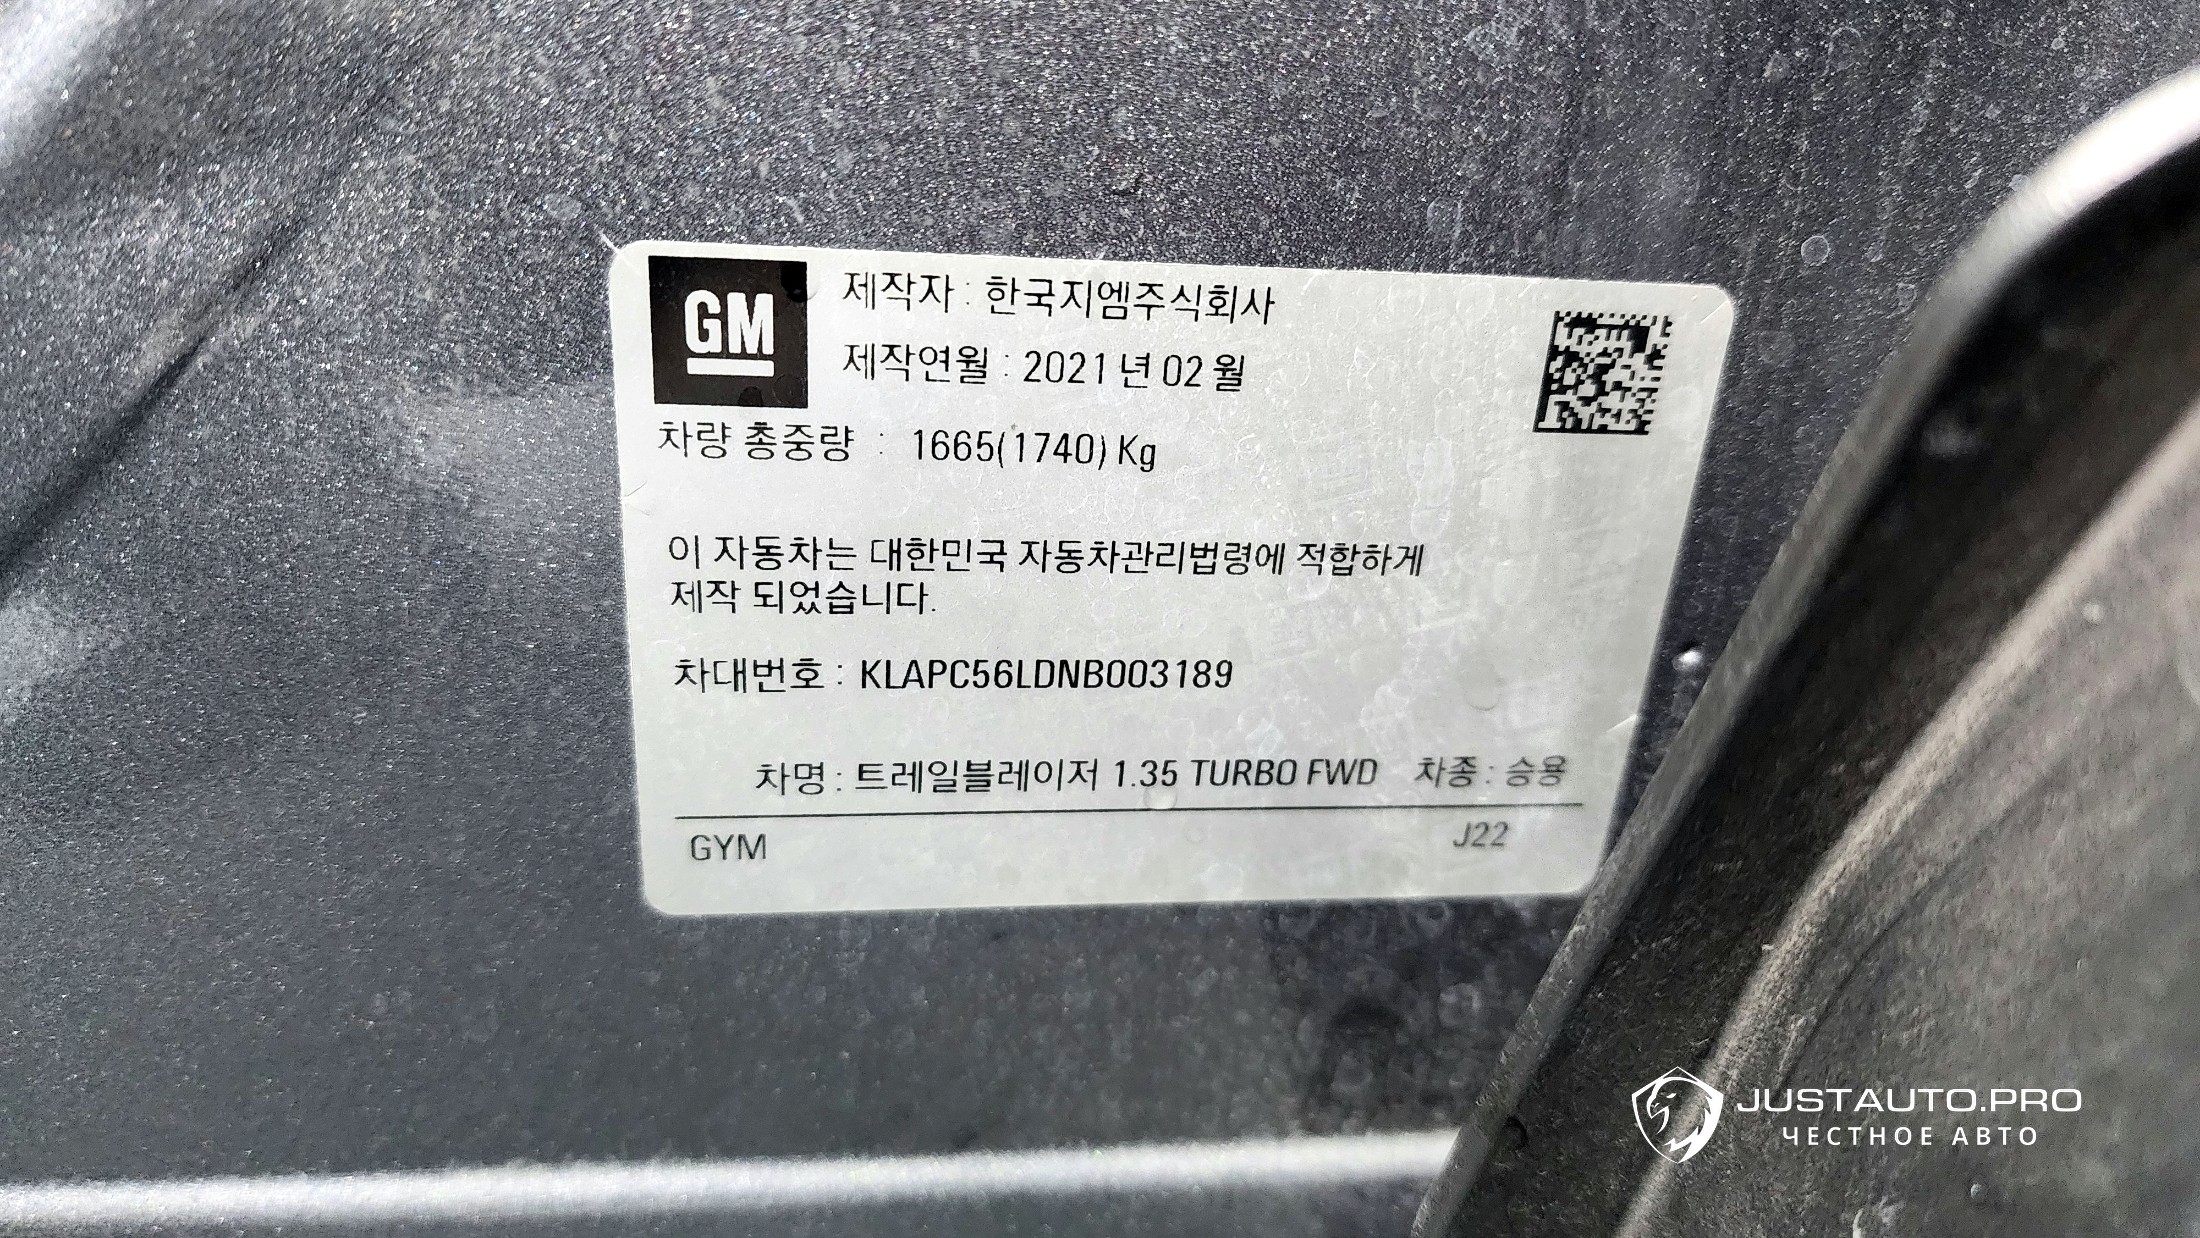 GM
제작자 : 한국지엠주식회사
제작연월 : 2021 년 02 월
차량 총중량 : 1665(1740) Kg
이 자동차는 대한민국 자동차관리법령에 적합하게
제작 되었습니다.
차대번호 : KLAPC56LDNB003189
차명 : 트레일블레이저 1.35 TURBO FWD 차종 : 승용
GYM J22
JUSTAUTO.PRO
ЧЕСТНОЕ АВТО